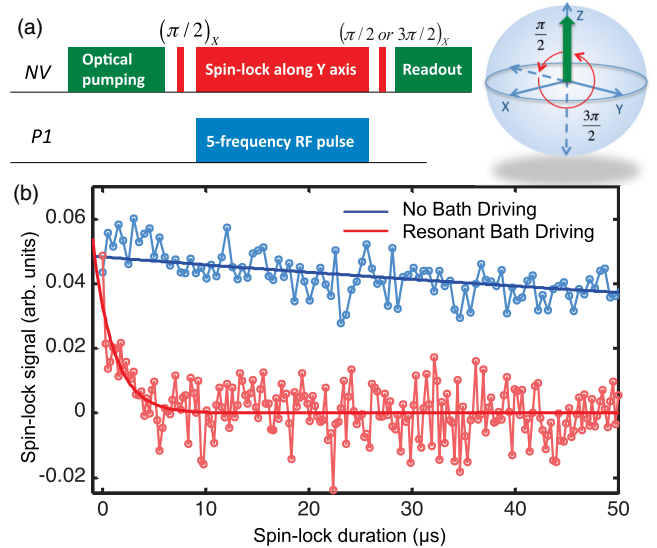 (a)
(π/2)X
(π/2 or 3π/2)X
NV
Optical pumping
Spin-lock along Y axis
Readout
P1
5-frequency RF pulse
Z
π/2
X
Y
3π/2
(b)
No Bath Driving
Resonant Bath Driving
Spin-lock signal (arb. units)
0.06
0.04
0.02
0
-0.02
0
10
20
30
40
50
Spin-lock duration (μs)